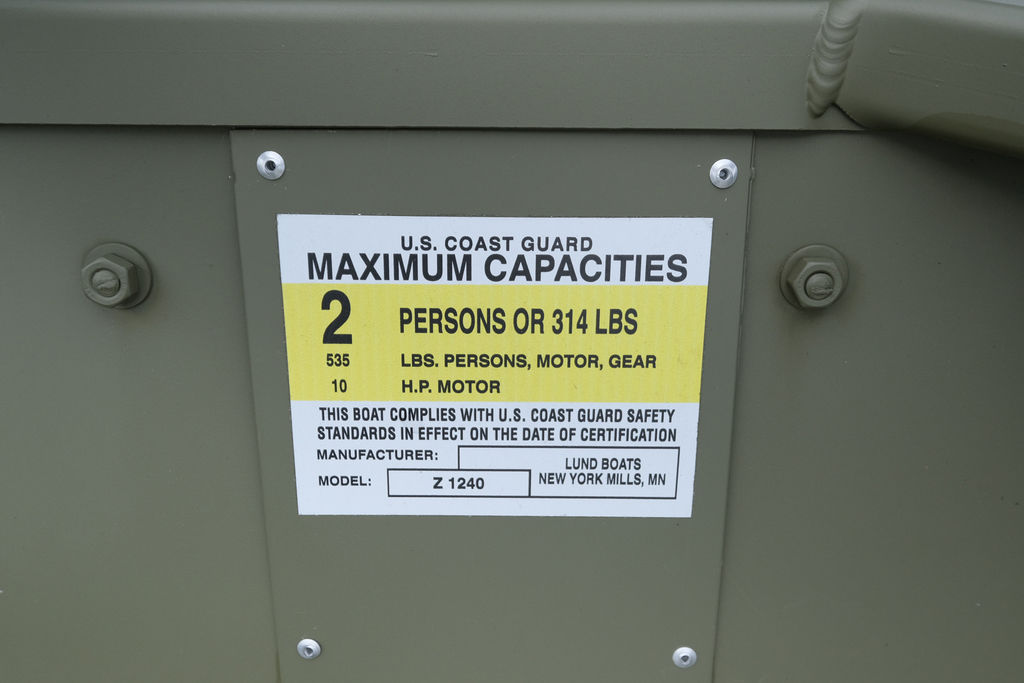 U.S. COAST GUARD
MAXIMUM CAPACITIES
2 PERSONS OR 314 LBS
535 LBS. PERSONS, MOTOR, GEAR
10 H.P. MOTOR
THIS BOAT COMPLIES WITH U.S. COAST GUARD SAFETY
STANDARDS IN EFFECT ON THE DATE OF CERTIFICATION
MANUFACTURER: LUND BOATS
NEW YORK MILLS, MN
MODEL: Z 1240